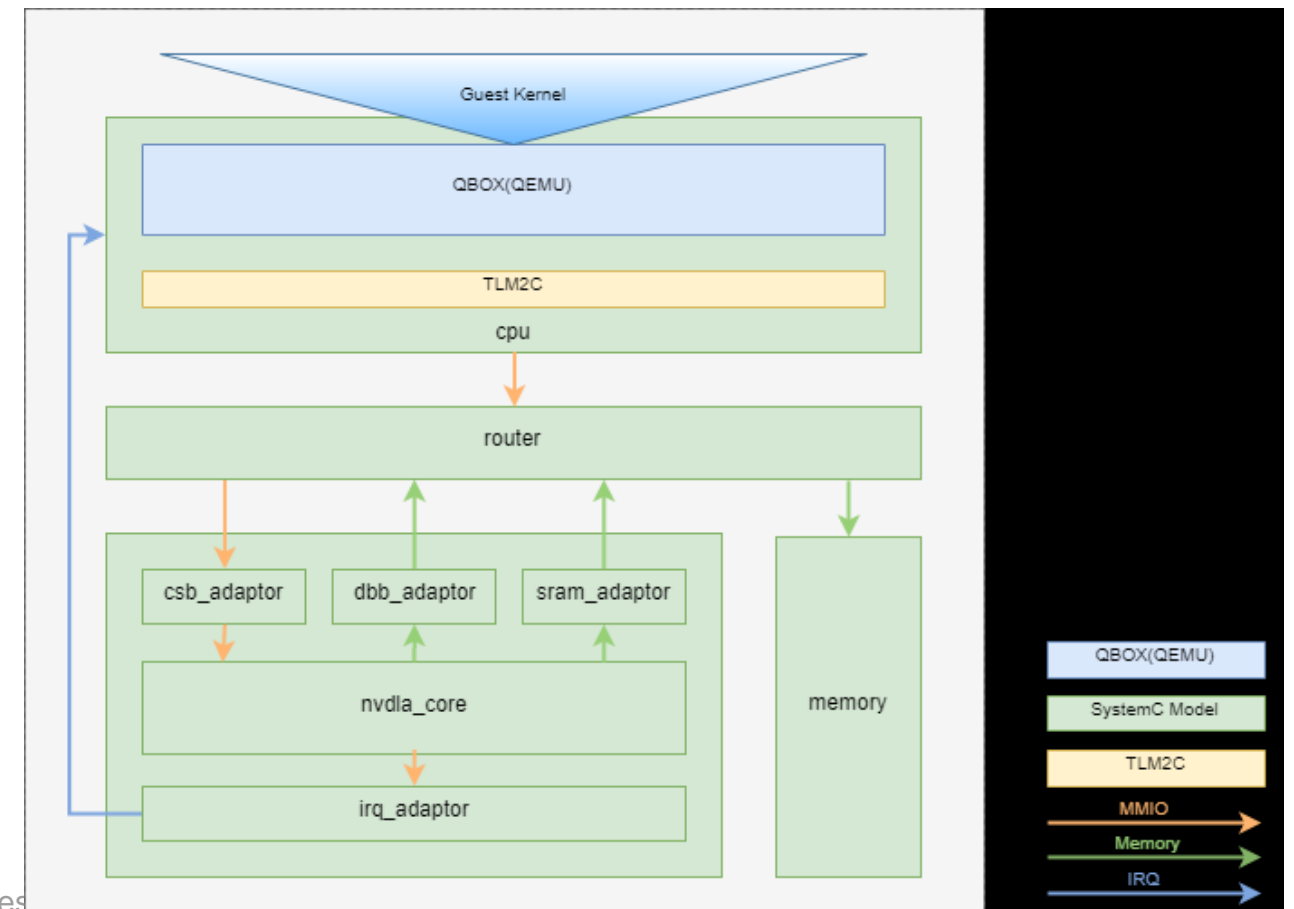 Guest Kernel
QBOX(QEMU)
TLM2C
cpu
router
csb_adaptor
dbb_adaptor
sram_adaptor
nvdla_core
memory
irq_adaptor
QBOX(QEMU)
SystemC Model
TLM2C
MMIO
Memory
IRQ